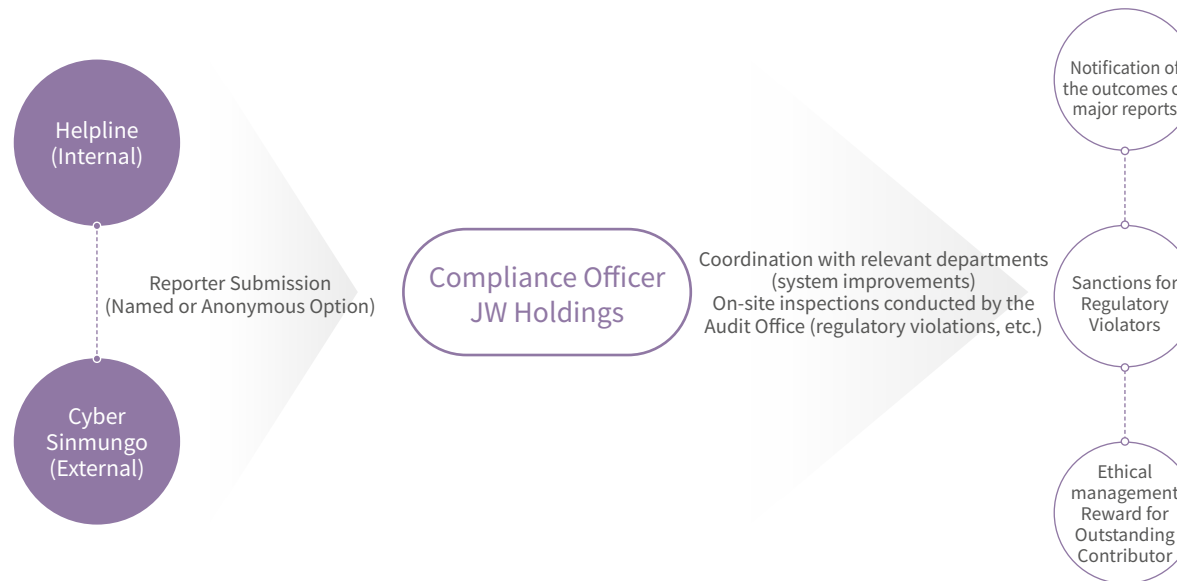 Helpline
(Internal)
Cyber
Sinmungo
(External)
Reporter Submission
(Named or Anonymous Option)
Compliance Officer
JW Holdings
Coordination with relevant departments
(system improvements)
On-site inspections conducted by the
Audit Office (regulatory violations, etc.)
Notification of
the outcomes of
major reports
Sanctions for
Regulatory
Violators
Ethical
management
Reward for
Outstanding
Contributor